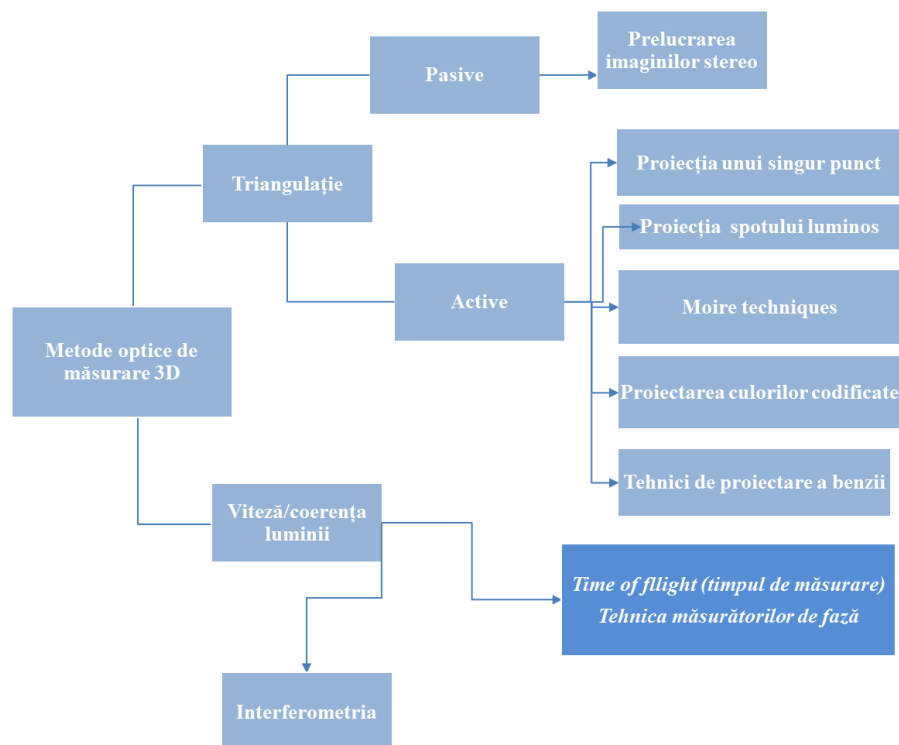 Prelucrarea
imaginilor stereo
Pasive
Proiecția unui singur punct
Triangulație
Proiecția spotului luminos
Active
Moire techniques
Metode optice de
măsurare 3D
Proiectarea culorilor codificate
Tehnici de proiectare a benzii
Viteză/coerența
luminii
Time of fllight (timpul de măsurare)
Tehnica măsurătorilor de fază
Interferometria